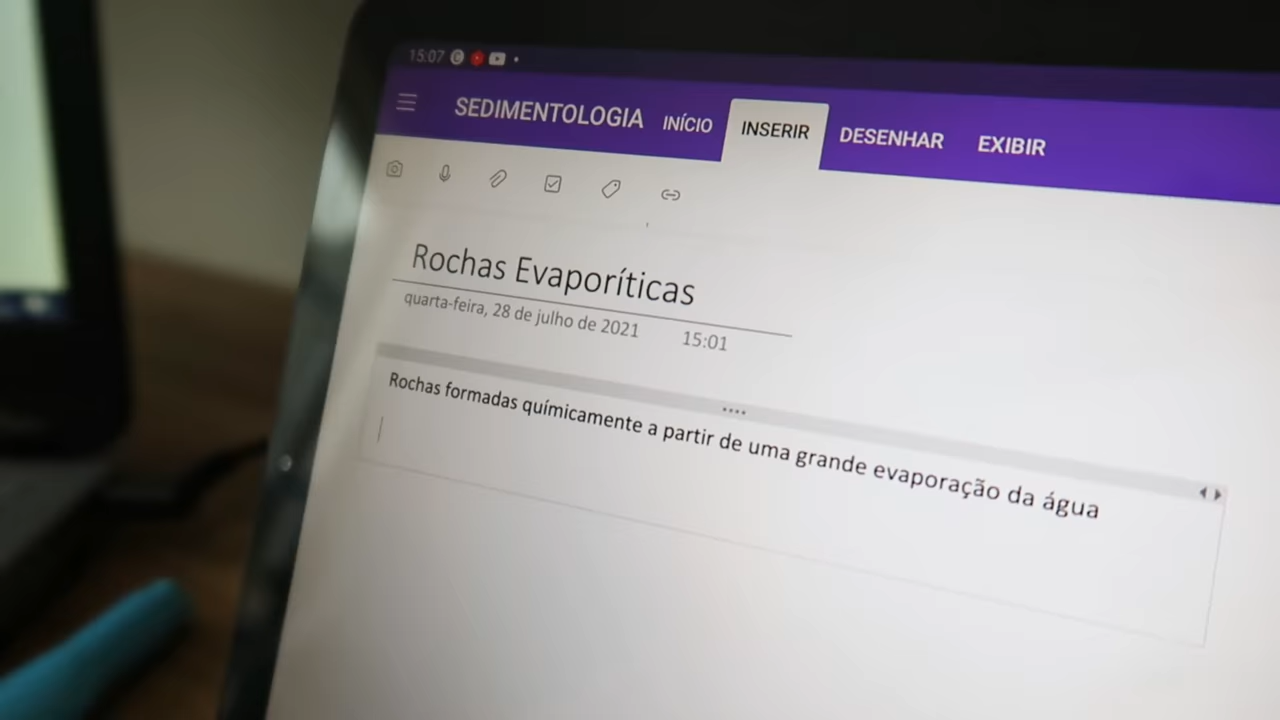 15:07
SEDIMENTOLOGIA INÍCIO INSERIR DESENHAR EXIBIR
Rochas Evaporíticas
quarta-feira, 28 de julho de 2021 15:01
Rochas formadas químicamente a partir de uma grande evaporação da água